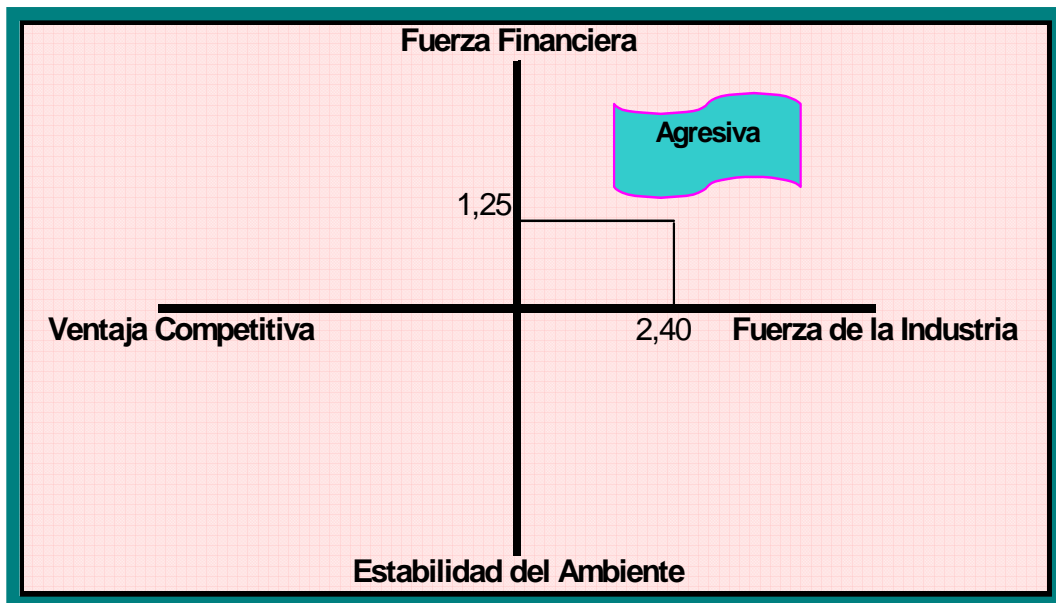 Fuerza Financiera
Agresiva
1,25
Ventaja Competitiva
2,40
Fuerza de la Industria
Estabilidad del Ambiente